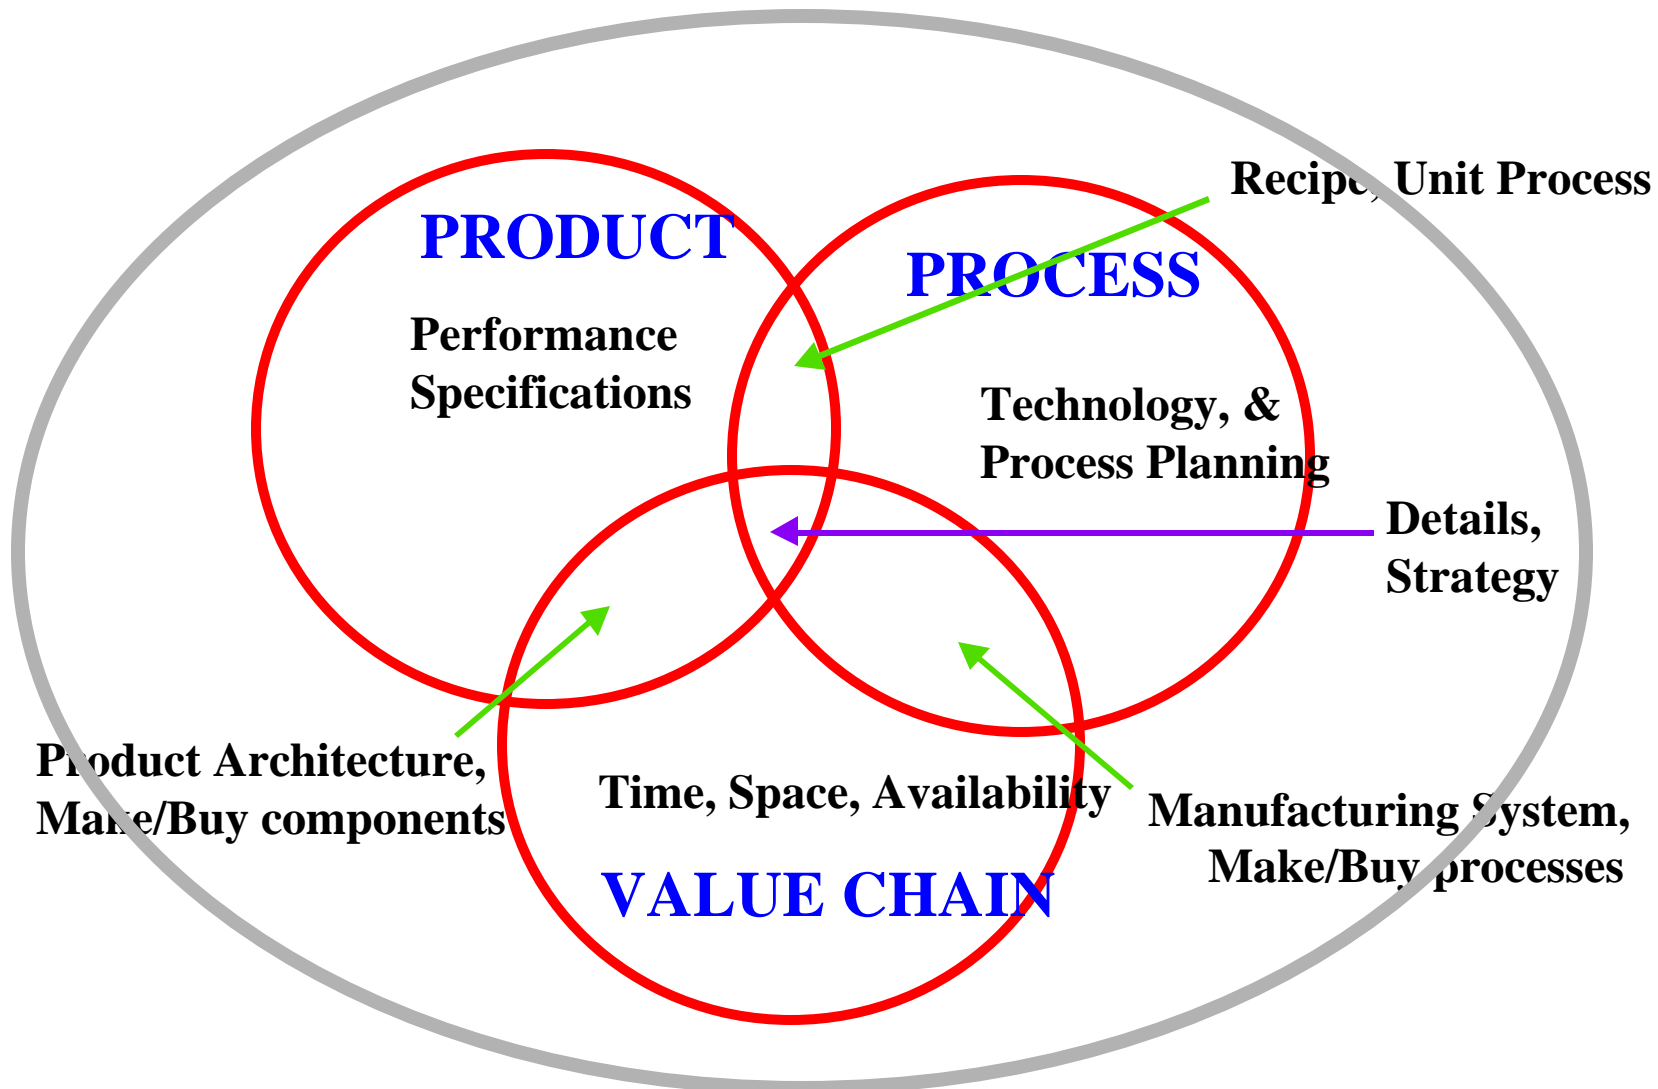 Recipe, Unit Process
PRODUCT
PROCESS
Performance
Specifications
Technology, &
Process Planning
Details,
Strategy
Product Architecture,
Make/Buy components
Time, Space, Availability
Manufacturing System,
Make/Buy processes
VALUE CHAIN